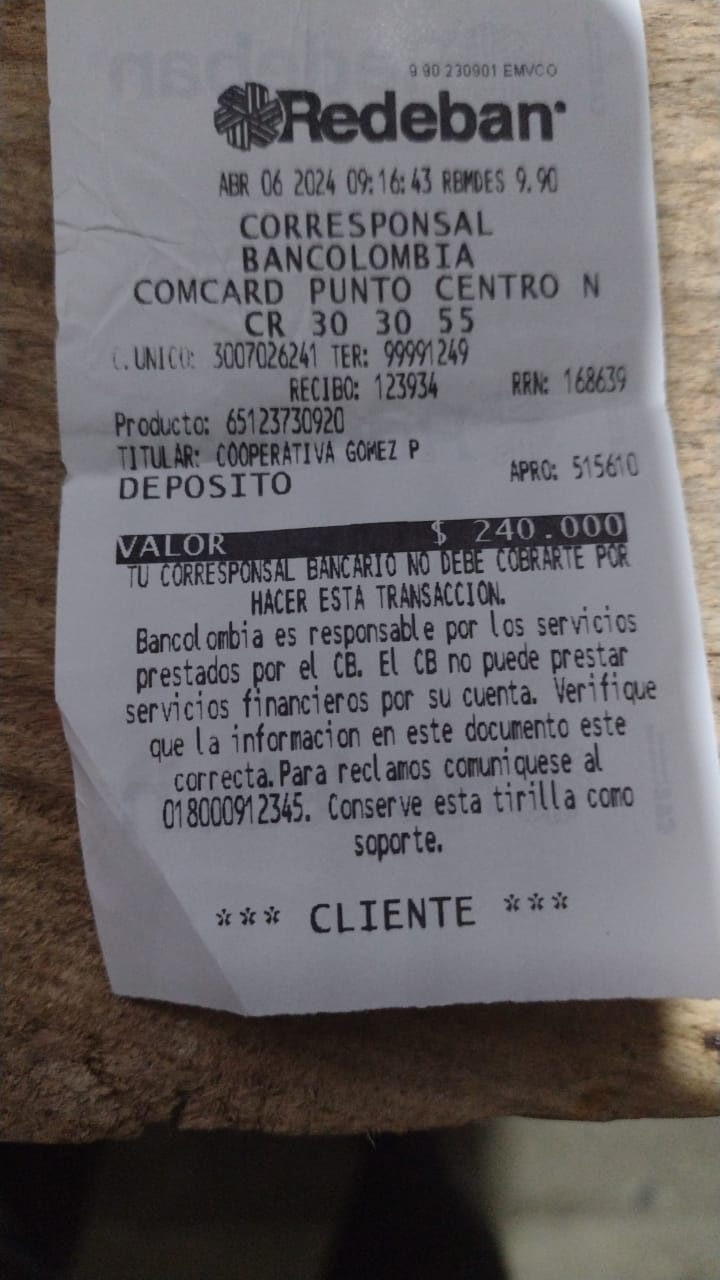 9.90 230901 EMVCO
Redeban
ABR 06 2024 09:16:43 RBMDES 9.90
CORRESPONSAL
BANCOLOMBIA
COMCARD PUNTO CENTRO N
CR 30 30 55
C. UNICO: 3007026241 TER: 99991249
RECIBO: 123934 RRN: 168639
Producto: 65123730920
TITULAR: COOPERATIVA GOMEZ P
DEPOSITO APRO: 515610
VALOR $ 240.000
TU CORRESPONSAL BANCARIO NO DEBE COBRARTE POR
HACER ESTA TRANSACCION.
Bancolombia es responsable por los servicios
prestados por el CB. El CB no puede prestar
servicios financieros por su cuenta. Verifique
que la informacion en este documento este
correcta.Para reclamos comuniquese al
018000912345. Conserve esta tirilla como
soporte.
*** CLIENTE ***